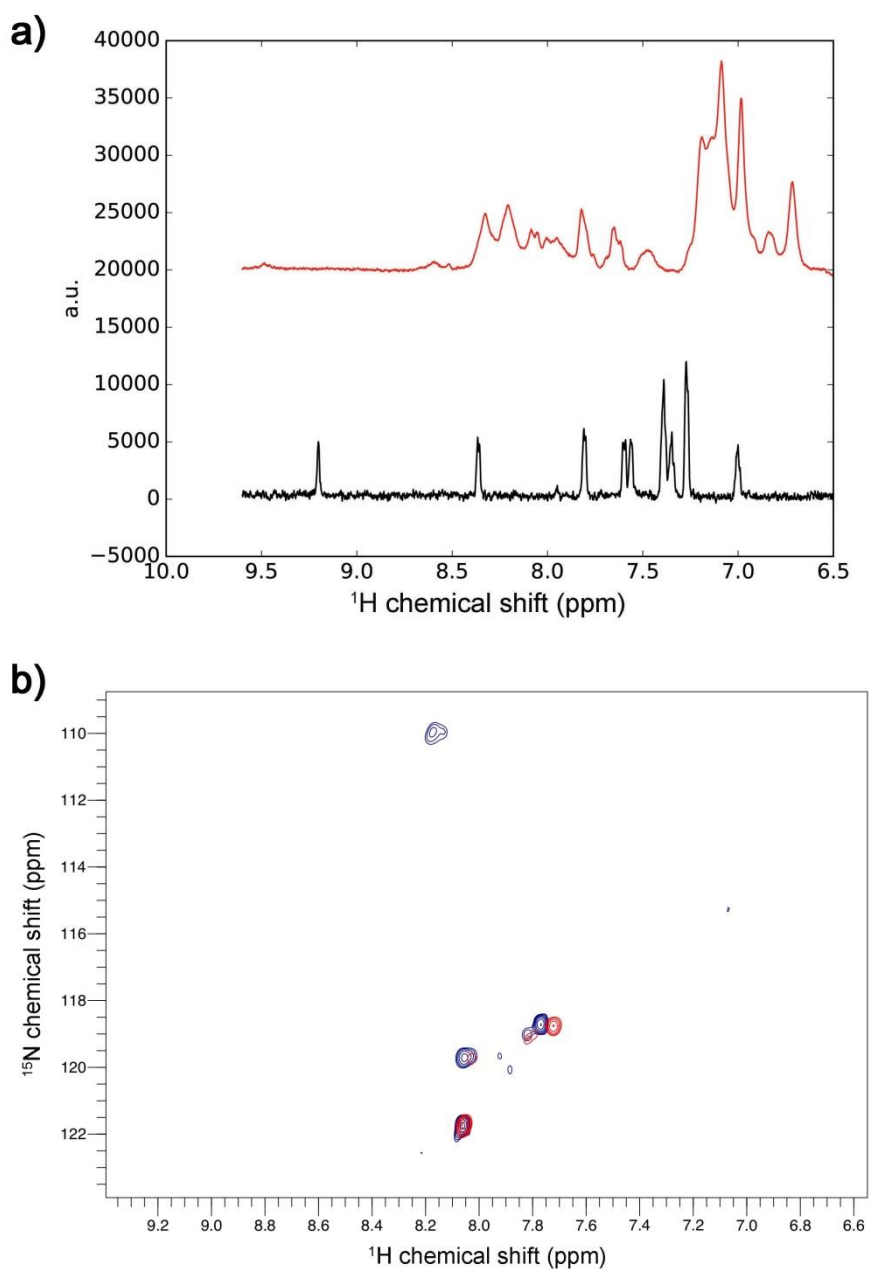 a)
40000
35000
30000
25000
20000
15000
10000
5000
0
−5000
a.u.
10.0 9.5 9.0 8.5 8.0 7.5 7.0 6.5
¹H chemical shift (ppm)
b)
110
112
114
116
118
120
122
¹⁵N chemical shift (ppm)
9.2 9.0 8.8 8.6 8.4 8.2 8.0 7.8 7.6 7.4 7.2 7.0 6.8 6.6
¹H chemical shift (ppm)